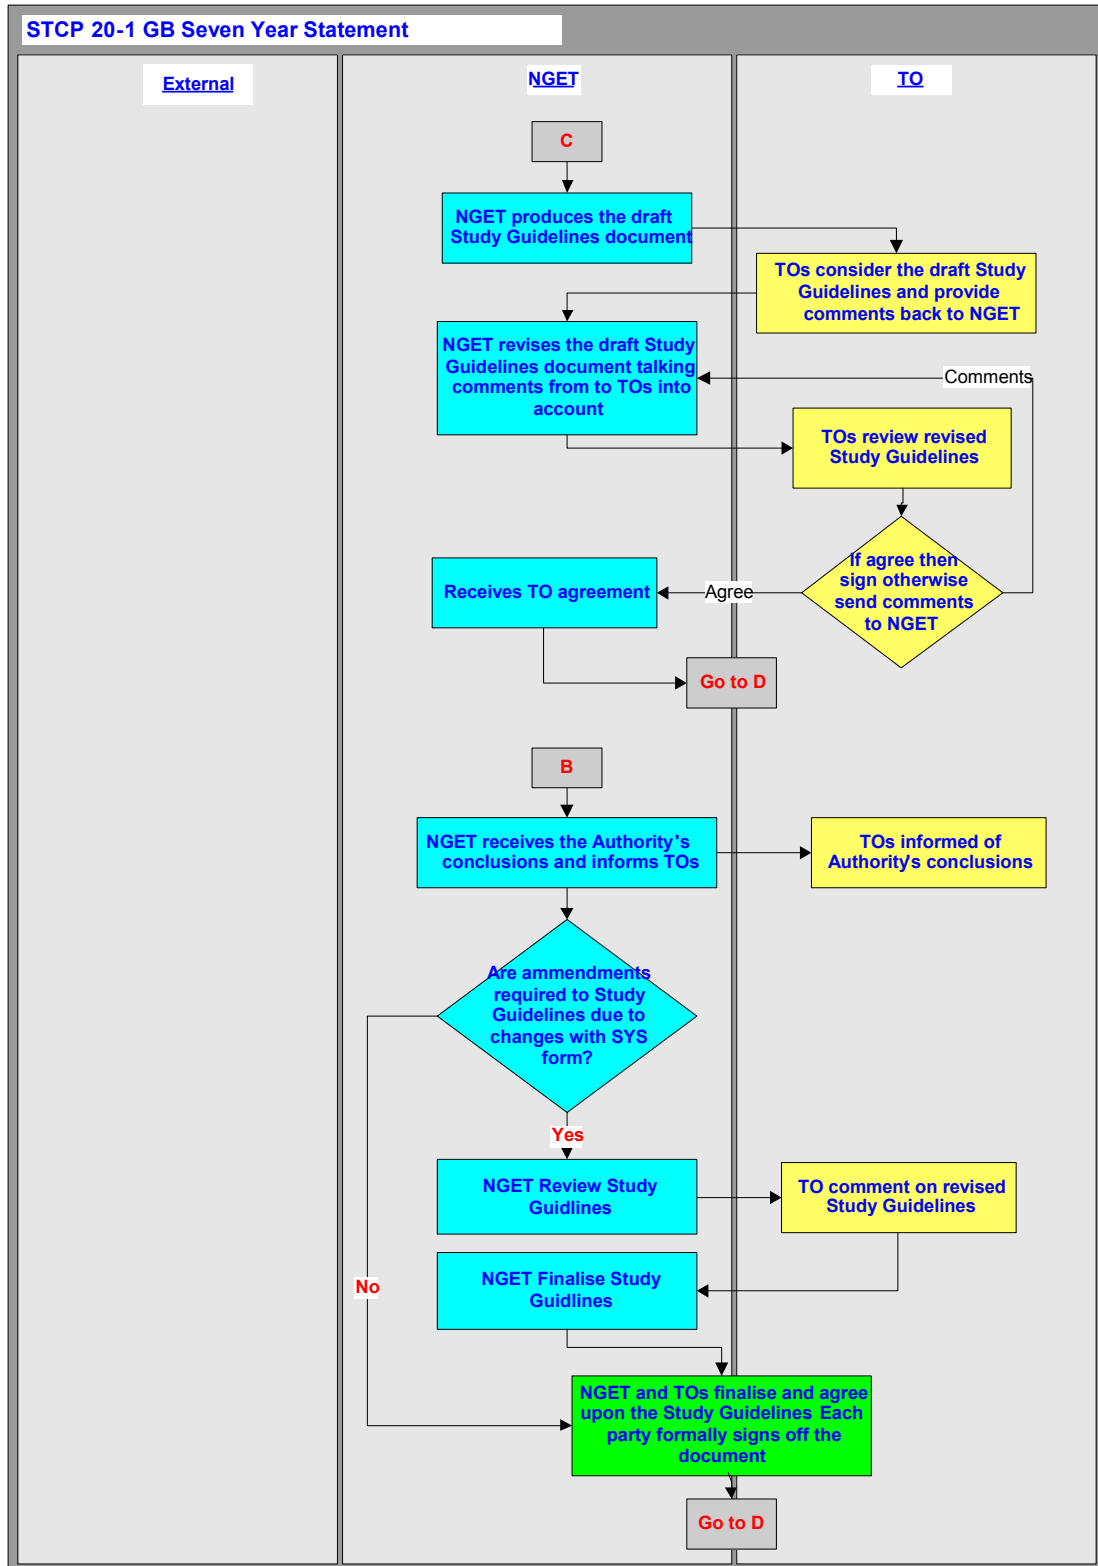 STCP 20-1 GB Seven Year Statement
External
NGET
TO
C
NGET produces the draft
Study Guidelines document
TOs consider the draft Study
Guidelines and provide
comments back to NGET
NGET revises the draft Study
Guidelines document talking
comments from to TOs into
account
Comments
TOs review revised
Study Guidelines
If agree then
sign otherwise
send comments
to NGET
Agree
Receives TO agreement
Go to D
B
NGET receives the Authority's
conclusions and informs TOs
TOs informed of
Authority's conclusions
Are ammendments
required to Study
Guidelines due to
changes with SYS
form?
Yes
NGET Review Study
Guidlines
TO comment on revised
Study Guidelines
NGET Finalise Study
Guidlines
No
NGET and TOs finalise and agree
upon the Study Guidelines Each
party formally signs off the
document
Go to D